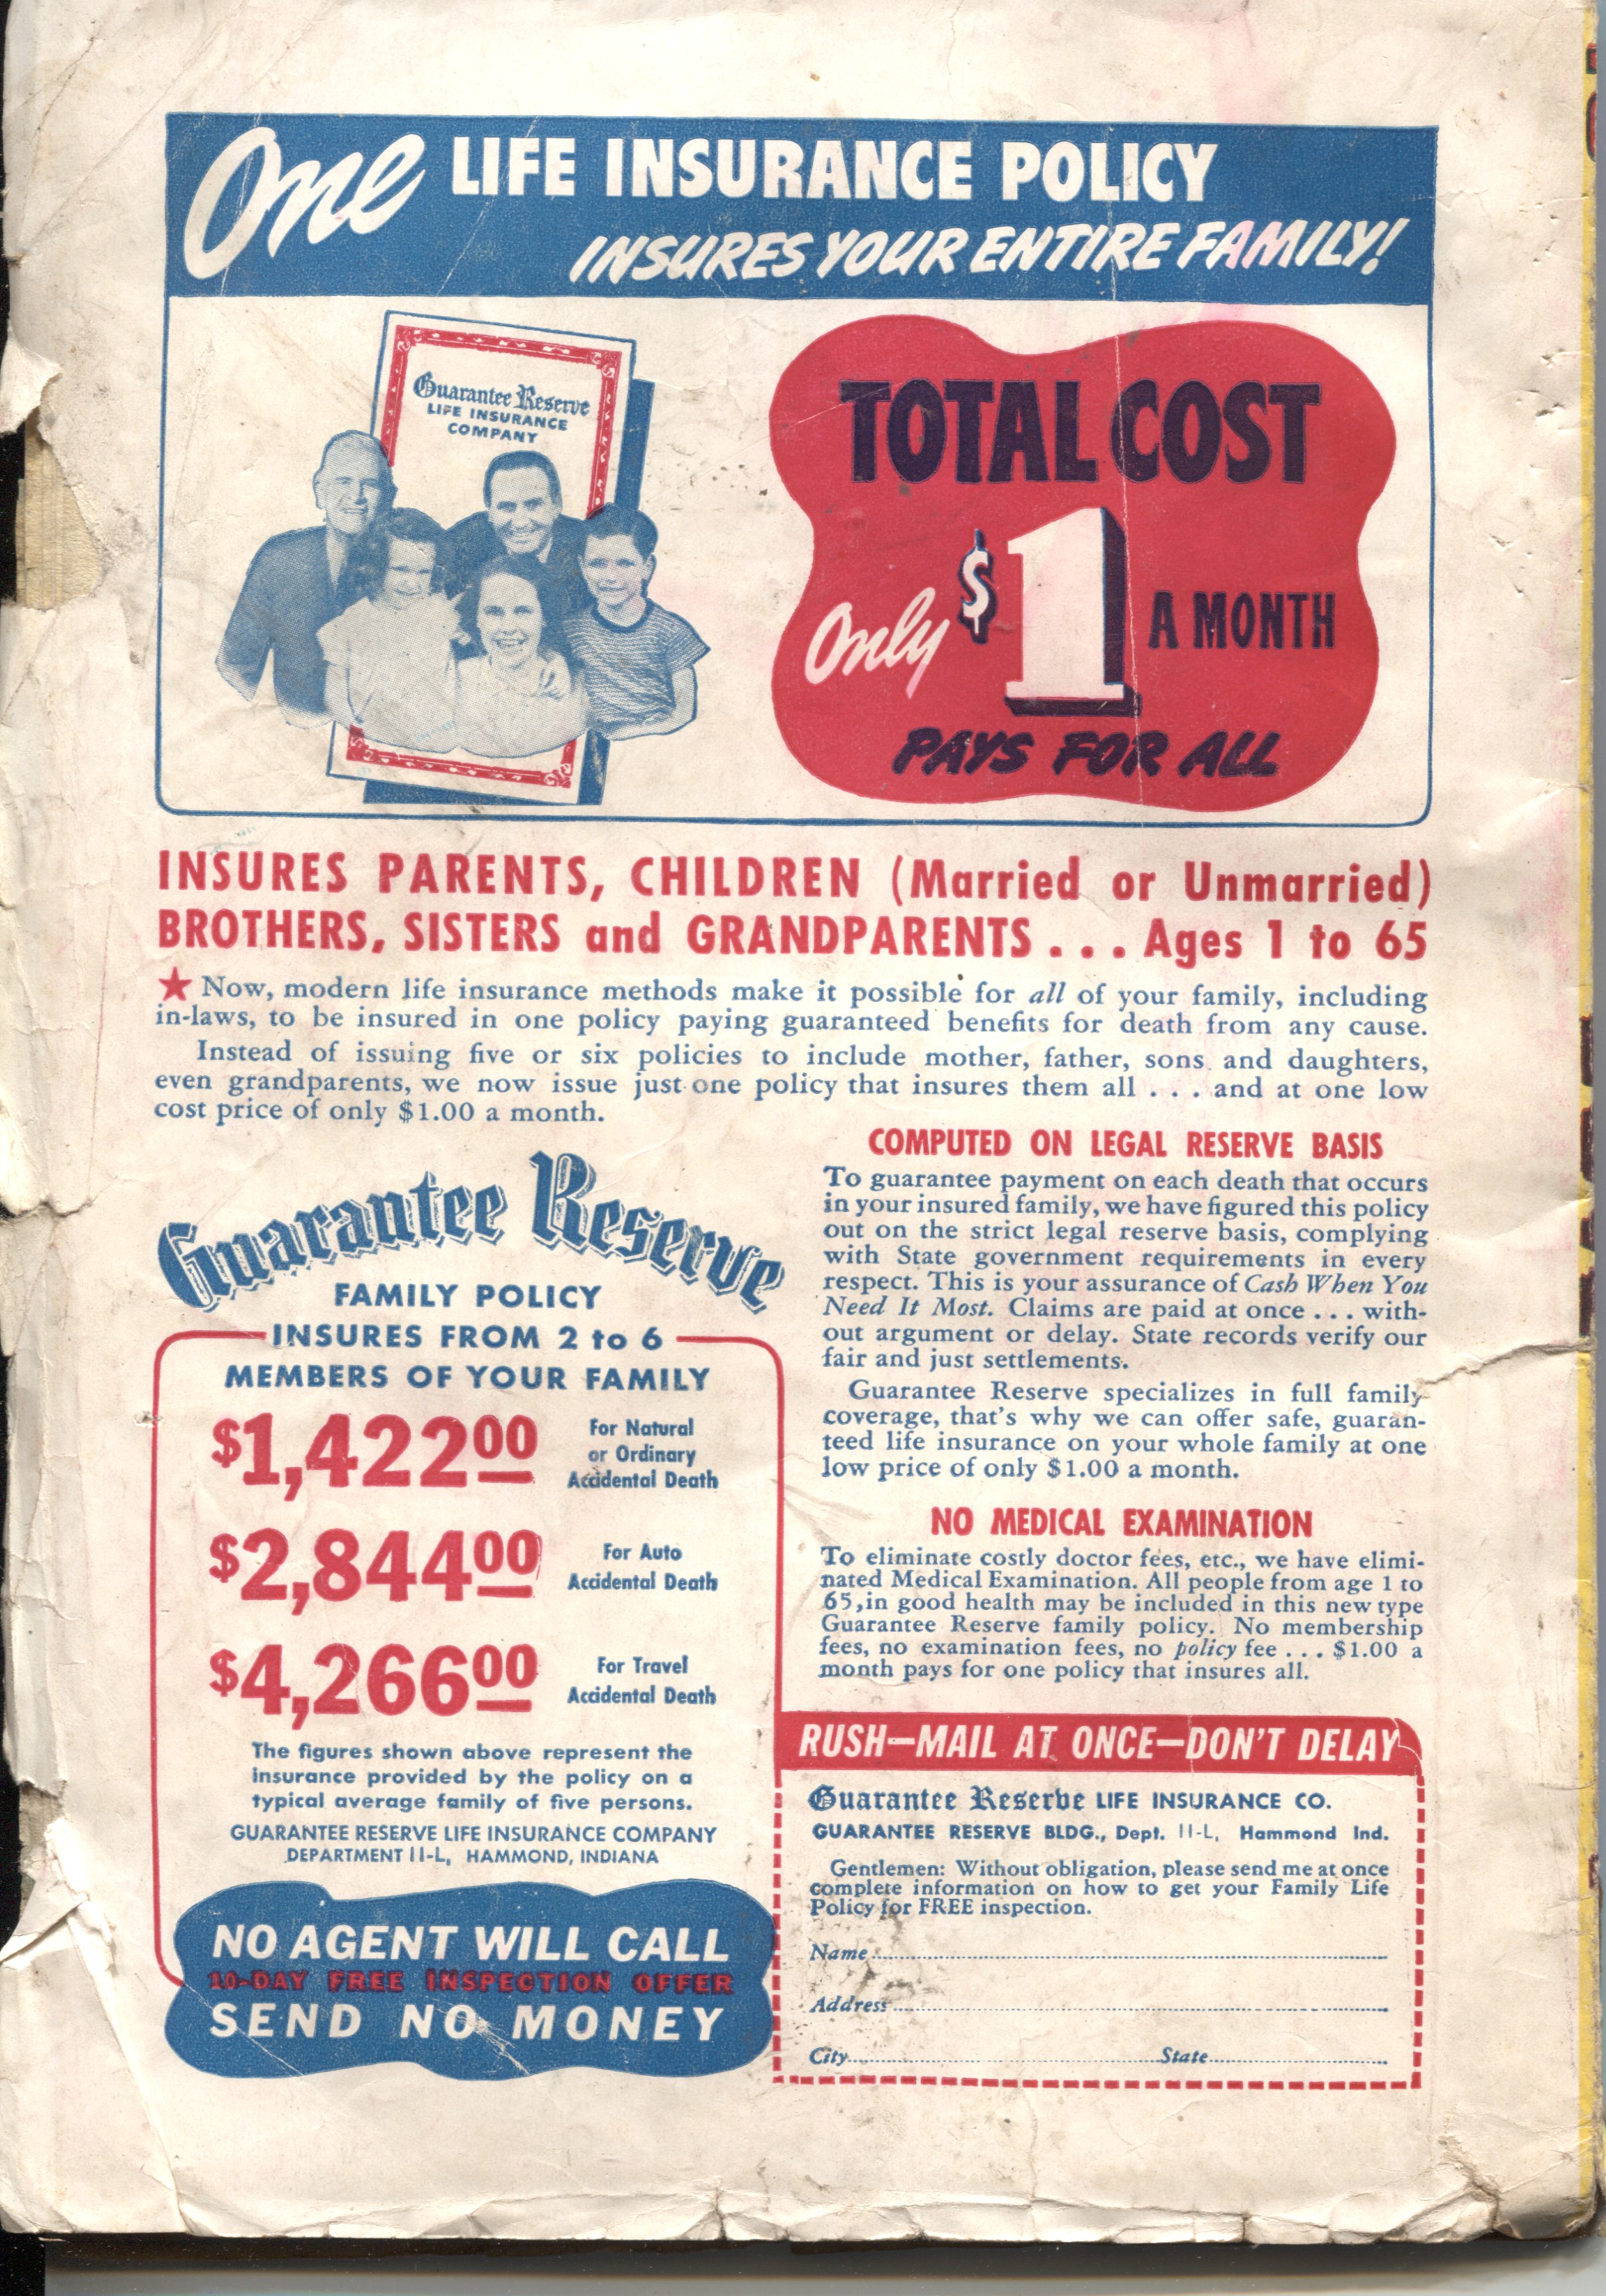 One LIFE INSURANCE POLICY
INSURES YOUR ENTIRE FAMILY!
Guarantee Reserve
LIFE INSURANCE
COMPANY
TOTAL COST
Only $1 A MONTH
PAYS FOR ALL
INSURES PARENTS, CHILDREN (Married or Unmarried)
BROTHERS, SISTERS and GRANDPARENTS . . . Ages 1 to 65
★ Now, modern life insurance methods make it possible for all of your family, including
in-laws, to be insured in one policy paying guaranteed benefits for death from any cause.
Instead of issuing five or six policies to include mother, father, sons and daughters,
even grandparents, we now issue just one policy that insures them all . . . and at one low
cost price of only $1.00 a month.
Guarantee Reserve
FAMILY POLICY
INSURES FROM 2 to 6
MEMBERS OF YOUR FAMILY
$1,422.00
For Natural
or Ordinary
Accidental Death
$2,844.00
For Auto
Accidental Death
$4,266.00
For Travel
Accidental Death
The figures shown above represent the
insurance provided by the policy on a
typical average family of five persons.
GUARANTEE RESERVE LIFE INSURANCE COMPANY
DEPARTMENT 11-L, HAMMOND, INDIANA
NO AGENT WILL CALL
10-DAY FREE INSPECTION OFFER
SEND NO MONEY
COMPUTED ON LEGAL RESERVE BASIS
To guarantee payment on each death that occurs
in your insured family, we have figured this policy
out on the strict legal reserve basis, complying
with State government requirements in every
respect. This is your assurance of Cash When You
Need It Most. Claims are paid at once . . . with-
out argument or delay. State records verify our
fair and just settlements.
Guarantee Reserve specializes in full family
coverage, that's why we can offer safe, guaran-
teed life insurance on your whole family at one
low price of only $1.00 a month.
NO MEDICAL EXAMINATION
To eliminate costly doctor fees, etc., we have elimi-
nated Medical Examination. All people from age 1 to
65, in good health may be included in this new type
Guarantee Reserve family policy. No membership
fees, no examination fees, no policy fee . . . $1.00 a
month pays for one policy that insures all.
RUSH—MAIL AT ONCE—DON'T DELAY
Guarantee Reserve LIFE INSURANCE CO.
GUARANTEE RESERVE BLDG., Dept. 11-L, Hammond Ind.
Gentlemen: Without obligation, please send me at once
complete information on how to get your Family Life
Policy for FREE inspection.
Name
Address
City State